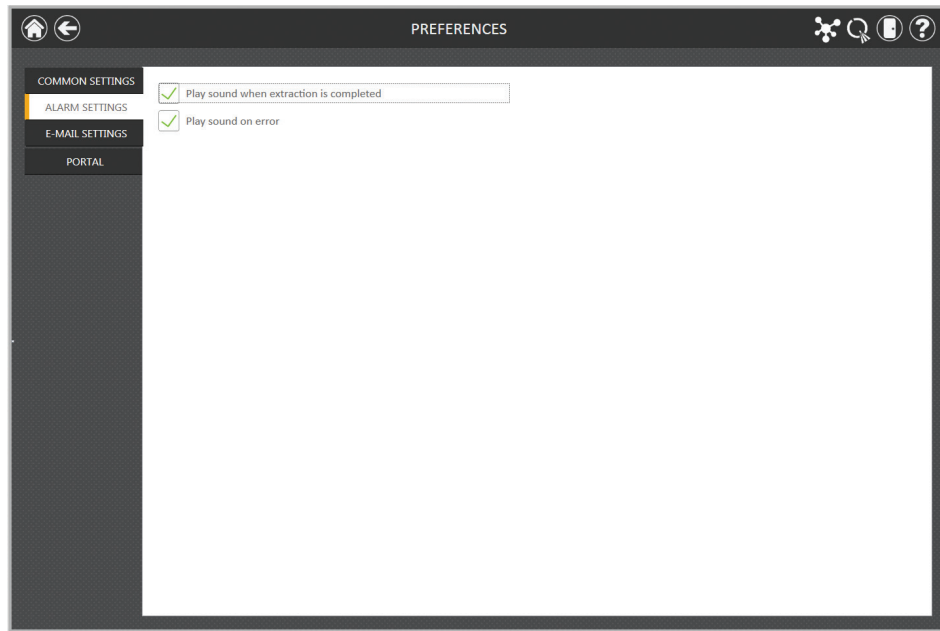 PREFERENCES
?
COMMON SETTINGS
ALARM SETTINGS
E-MAIL SETTINGS
PORTAL
Play sound when extraction is completed
Play sound on error